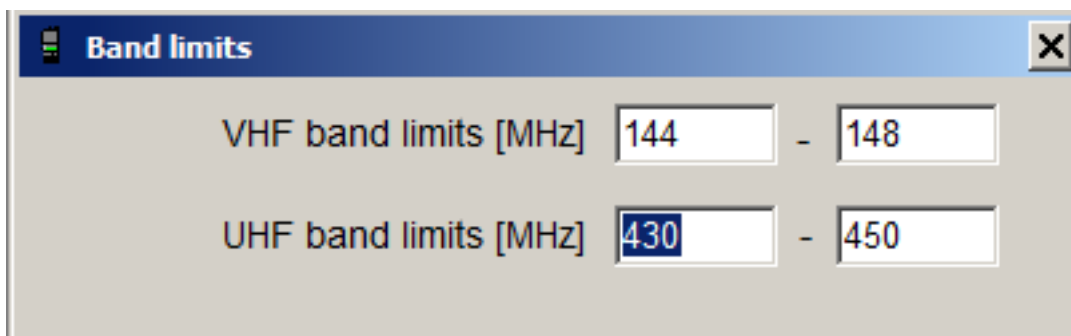 Band limits
VHF band limits [MHz] 144 - 148
UHF band limits [MHz] 430 - 450